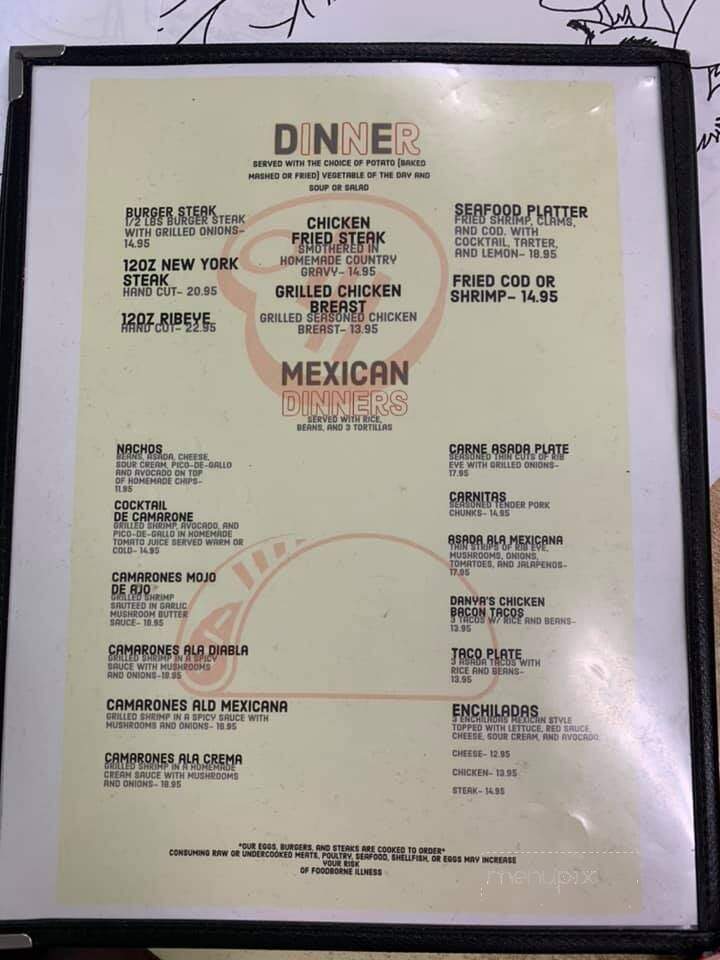 DINNER
SERVED WITH THE CHOICE OF POTATO (BAKED
MASHED OR FRIED) VEGETABLE OF THE DAY AND
SOUP OR SALAD
BURGER STEAK
1/2 LBS BURGER STEAK
WITH GRILLED ONIONS-
14.95
12OZ NEW YORK
STEAK
HAND CUT- 20.95
12OZ RIBEYE
HAND CUT- 22.95
CHICKEN
FRIED STEAK
SMOTHERED IN
HOMEMADE COUNTRY
GRAVY- 14.95
GRILLED CHICKEN
BREAST
GRILLED SEASONED CHICKEN
BREAST- 13.95
SEAFOOD PLATTER
FRIED SHRIMP, CLAMS,
AND COD. WITH
COCKTAIL, TARTER,
AND LEMON- 18.95
FRIED COD OR
SHRIMP- 14.95
MEXICAN
DINNERS
SERVED WITH RICE,
BEANS, AND 3 TORTILLAS
NACHOS
BEANS, ASADA, CHEESE,
SOUR CREAM, PICO-DE-GALLO
AND AVOCADO ON TOP
OF HOMEMADE CHIPS-
11.95
COCKTAIL
DE CAMARONE
GRILLED SHRIMP, AVOCADO, AND
PICO-DE-GALLO IN HOMEMADE
TOMATO JUICE SERVED WARM OR
COLD- 14.95
CAMARONES MOJO
DE AJO
GRILLED SHRIMP
SAUTEED IN GARLIC
MUSHROOM BUTTER
SAUCE- 18.95
CAMARONES ALA DIABLA
GRILLED SHRIMP IN A SPICY
SAUCE WITH MUSHROOMS
AND ONIONS-18.95
CAMARONES ALD MEXICANA
GRILLED SHRIMP IN A SPICY SAUCE WITH
MUSHROOMS AND ONIONS- 18.95
CAMARONES ALA CREMA
GRILLED SHRIMP IN A HOMEMADE
CREAM SAUCE WITH MUSHROOMS
AND ONIONS- 18.95
CARNE ASADA PLATE
SEASONED THIN CUTS OF RIB
EYE WITH GRILLED ONIONS-
17.95
CARNITAS
SEASONED TENDER PORK
CHUNKS- 14.95
ASADA ALA MEXICANA
THIN STRIPS OF RIB EYE,
MUSHROOMS, ONIONS,
TOMATOES, AND JALAPENOS-
17.95
DANYA'S CHICKEN
BACON TACOS
3 TACOS W/ RICE AND BEANS-
13.95
TACO PLATE
3 ASADA TACOS WITH
RICE AND BEANS-
13.95
ENCHILADAS
3 ENCHILADAS MEXICAN STYLE
TOPPED WITH LETTUCE, RED SAUCE,
CHEESE, SOUR CREAM, AND AVOCADO.
CHEESE- 12.95
CHICKEN- 13.95
STEAK- 14.95
*OUR EGGS, BURGERS, AND STEAKS ARE COOKED TO ORDER*
CONSUMING RAW OR UNDERCOOKED MEATS, POULTRY, SEAFOOD, SHELLFISH, OR EGGS MAY INCREASE
YOUR RISK
OF FOODBORNE ILLNESS
menupix